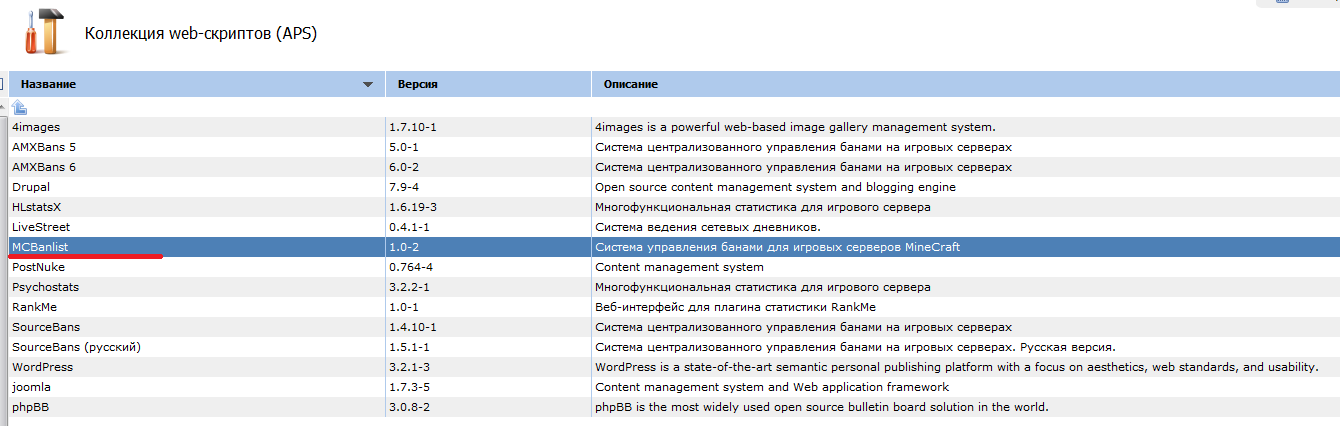 Коллекция web-скриптов (APS)
Название Версия Описание
4images 1.7.10-1 4images is a powerful web-based image gallery management system.
AMXBans 5 5.0-1 Система централизованного управления банами на игровых серверах
AMXBans 6 6.0-2 Система централизованного управления банами на игровых серверах
Drupal 7.9-4 Open source content management system and blogging engine
HLstatsX 1.6.19-3 Многофункциональная статистика для игрового сервера
LiveStreet 0.4.1-1 Система ведения сетевых дневников.
MCBanlist 1.0-2 Система управления банами для игровых серверов MineCraft
PostNuke 0.764-4 Content management system
Psychostats 3.2.2-1 Многофункциональная статистика для игрового сервера
RankMe 1.0-1 Веб-интерфейс для плагина статистики RankMe
SourceBans 1.4.10-1 Система централизованного управления банами на игровых серверах
SourceBans (русский) 1.5.1-1 Система централизованного управления банами на игровых серверах. Русская версия.
WordPress 3.2.1-3 WordPress is a state-of-the-art semantic personal publishing platform with a focus on aesthetics, web standards, and usability.
joomla 1.7.3-5 Content management system and Web application framework
phpBB 3.0.8-2 phpBB is the most widely used open source bulletin board solution in the world.